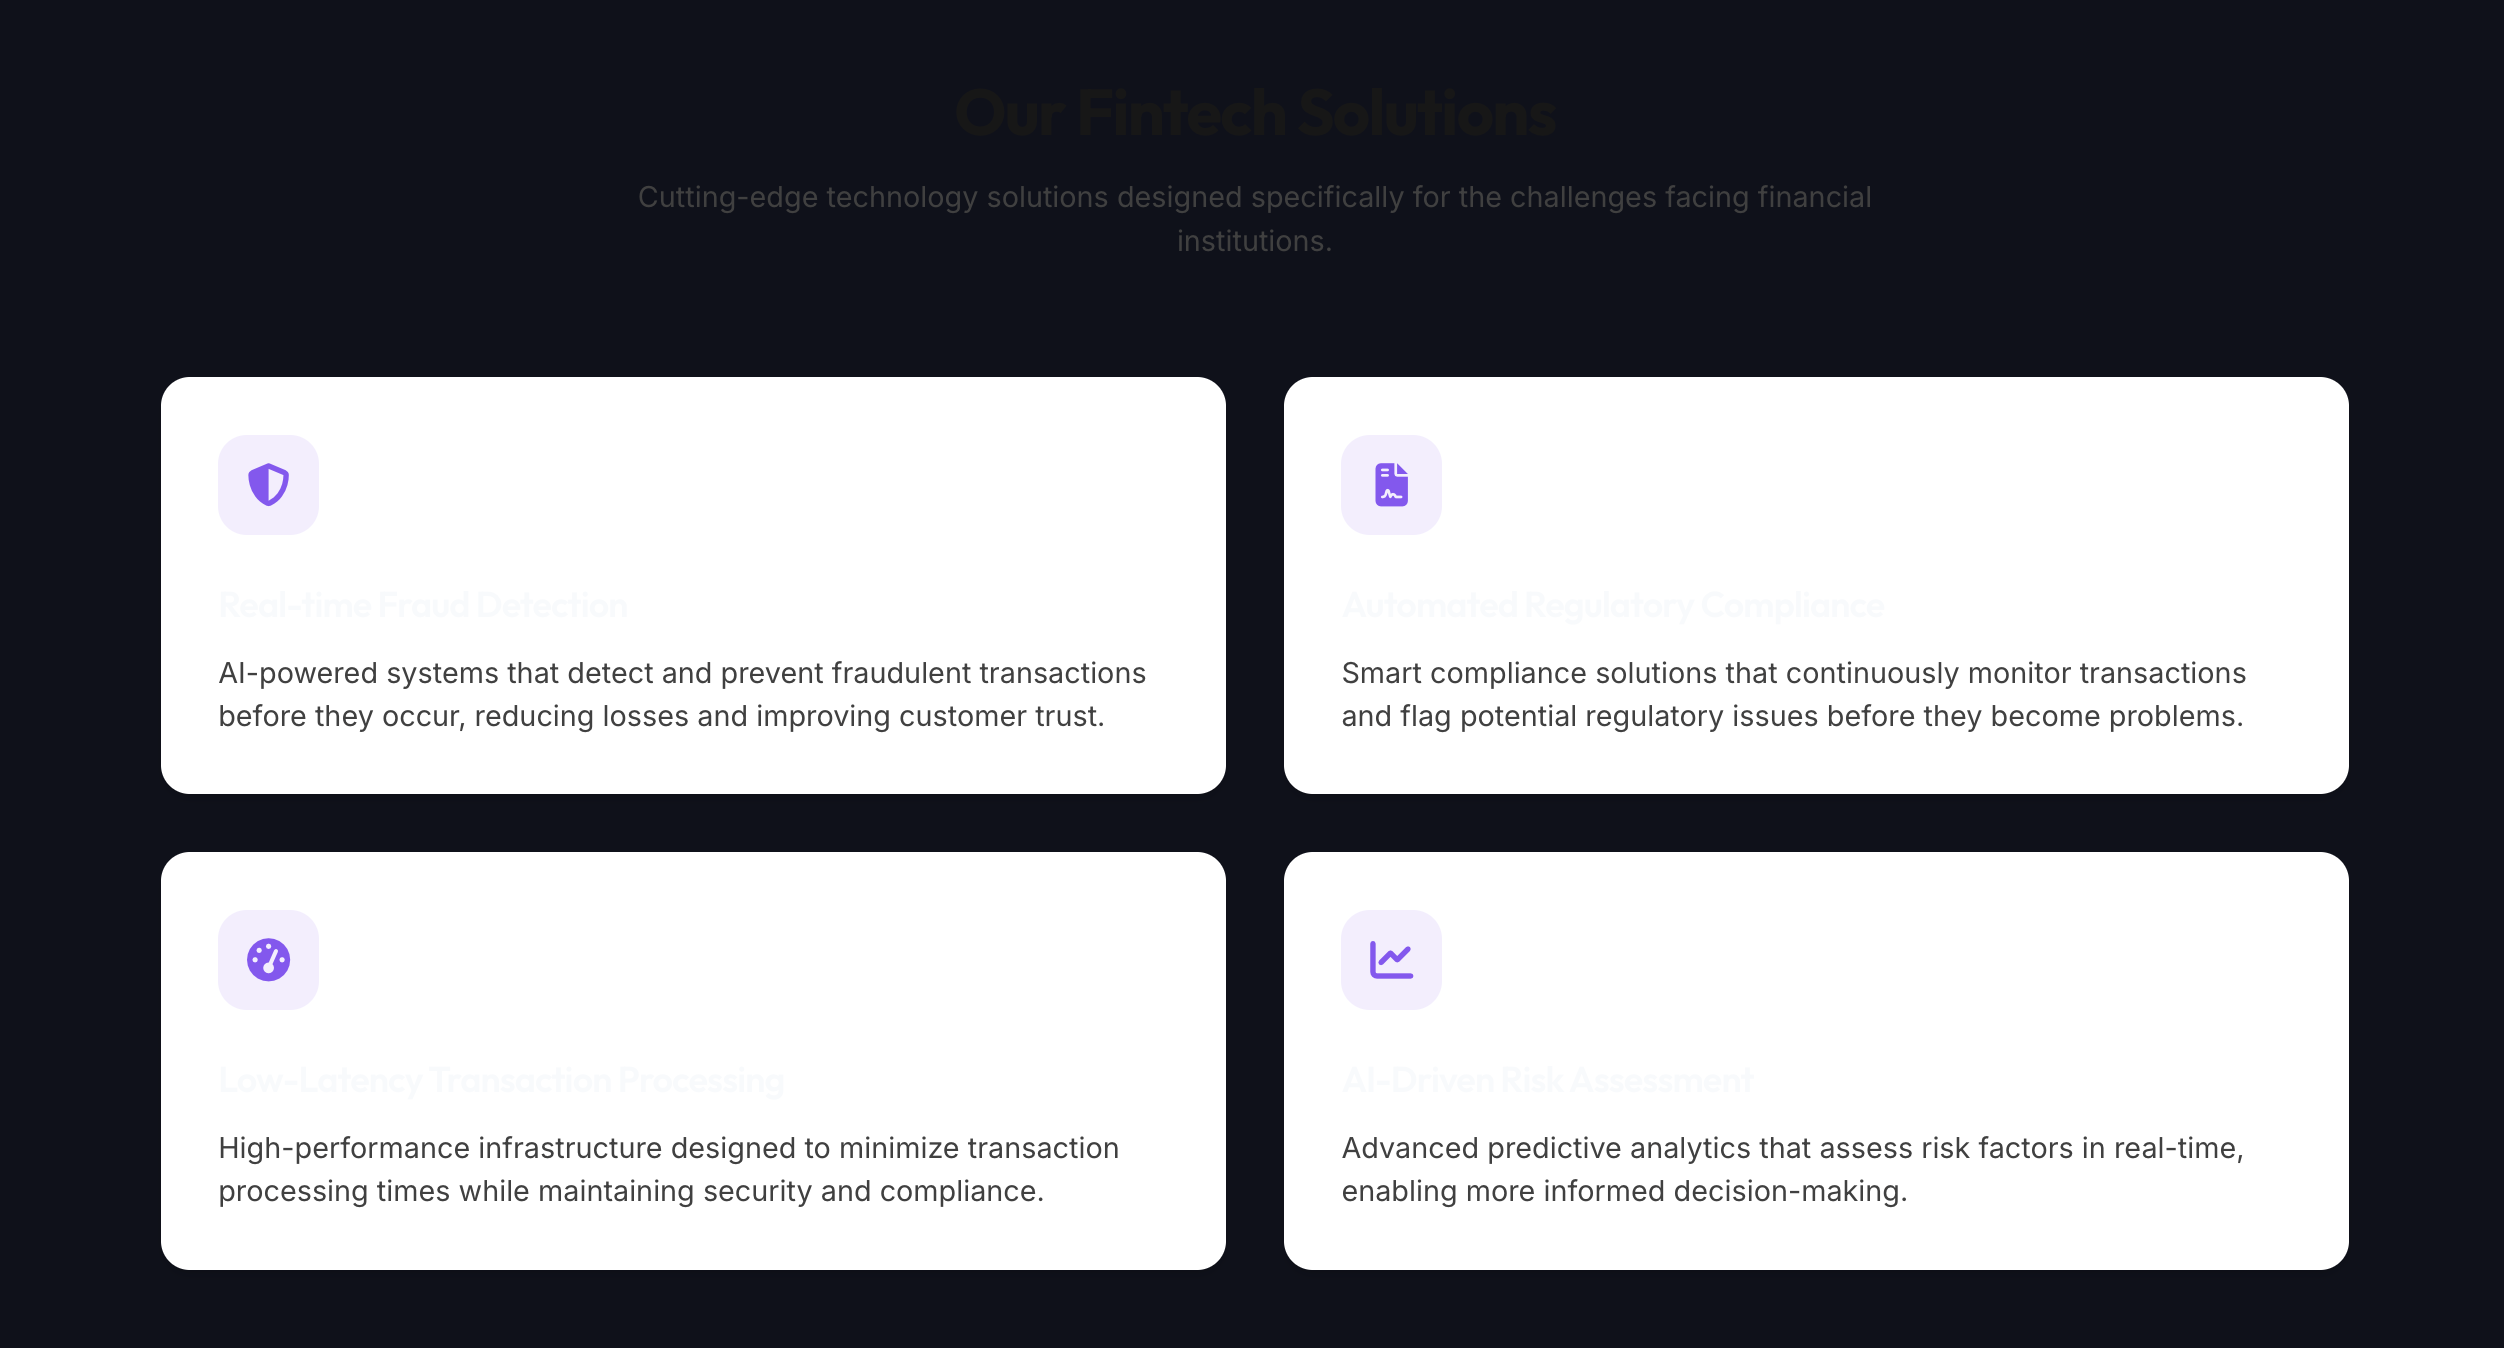 Our Fintech Solutions
Cutting-edge technology solutions designed specifically for the challenges facing financial
institutions.
Real-time Fraud Detection
AI-powered systems that detect and prevent fraudulent transactions
before they occur, reducing losses and improving customer trust.
Automated Regulatory Compliance
Smart compliance solutions that continuously monitor transactions
and flag potential regulatory issues before they become problems.
Low-Latency Transaction Processing
High-performance infrastructure designed to minimize transaction
processing times while maintaining security and compliance.
AI-Driven Risk Assessment
Advanced predictive analytics that assess risk factors in real-time,
enabling more informed decision-making.